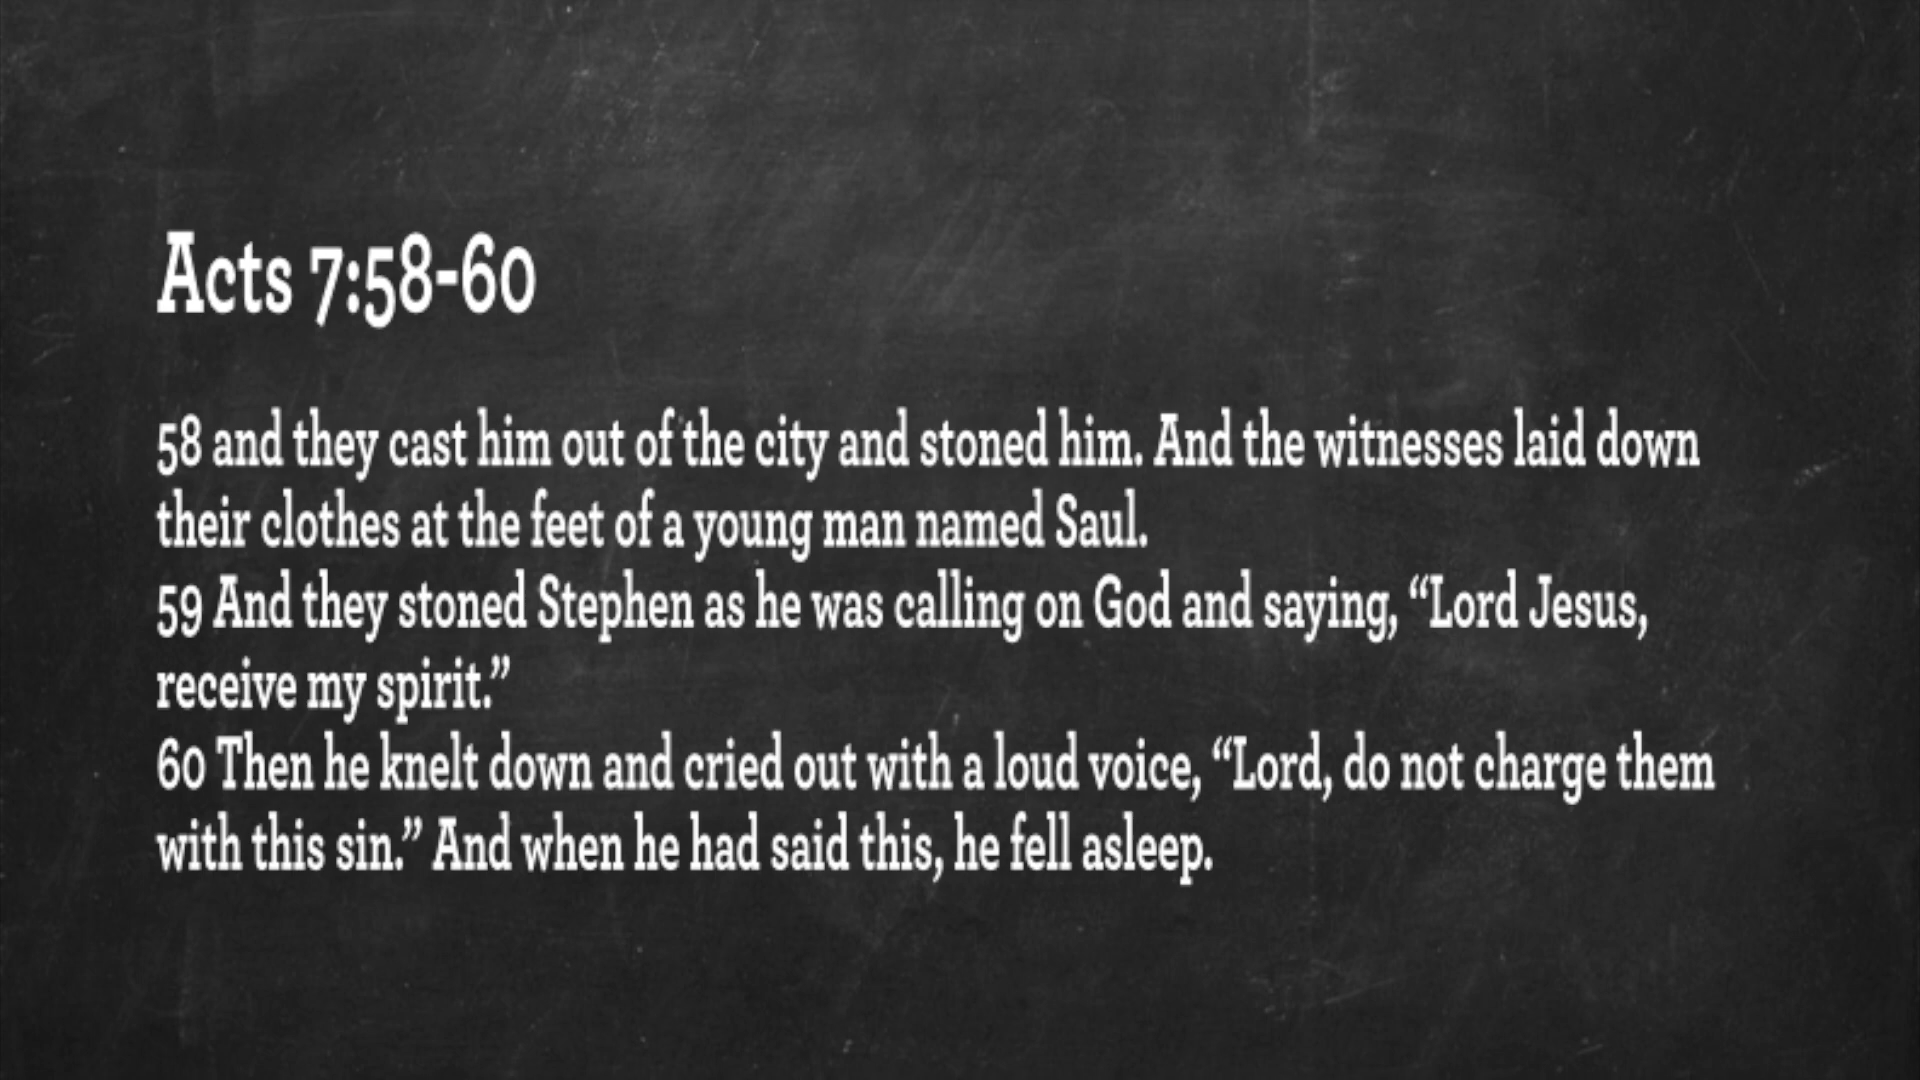 Acts 7:58-60
58 and they cast him out of the city and stoned him. And the witnesses laid down
their clothes at the feet of a young man named Saul.
59 And they stoned Stephen as he was calling on God and saying, “Lord Jesus,
receive my spirit.”
60 Then he knelt down and cried out with a loud voice, “Lord, do not charge them
with this sin.” And when he had said this, he fell asleep.